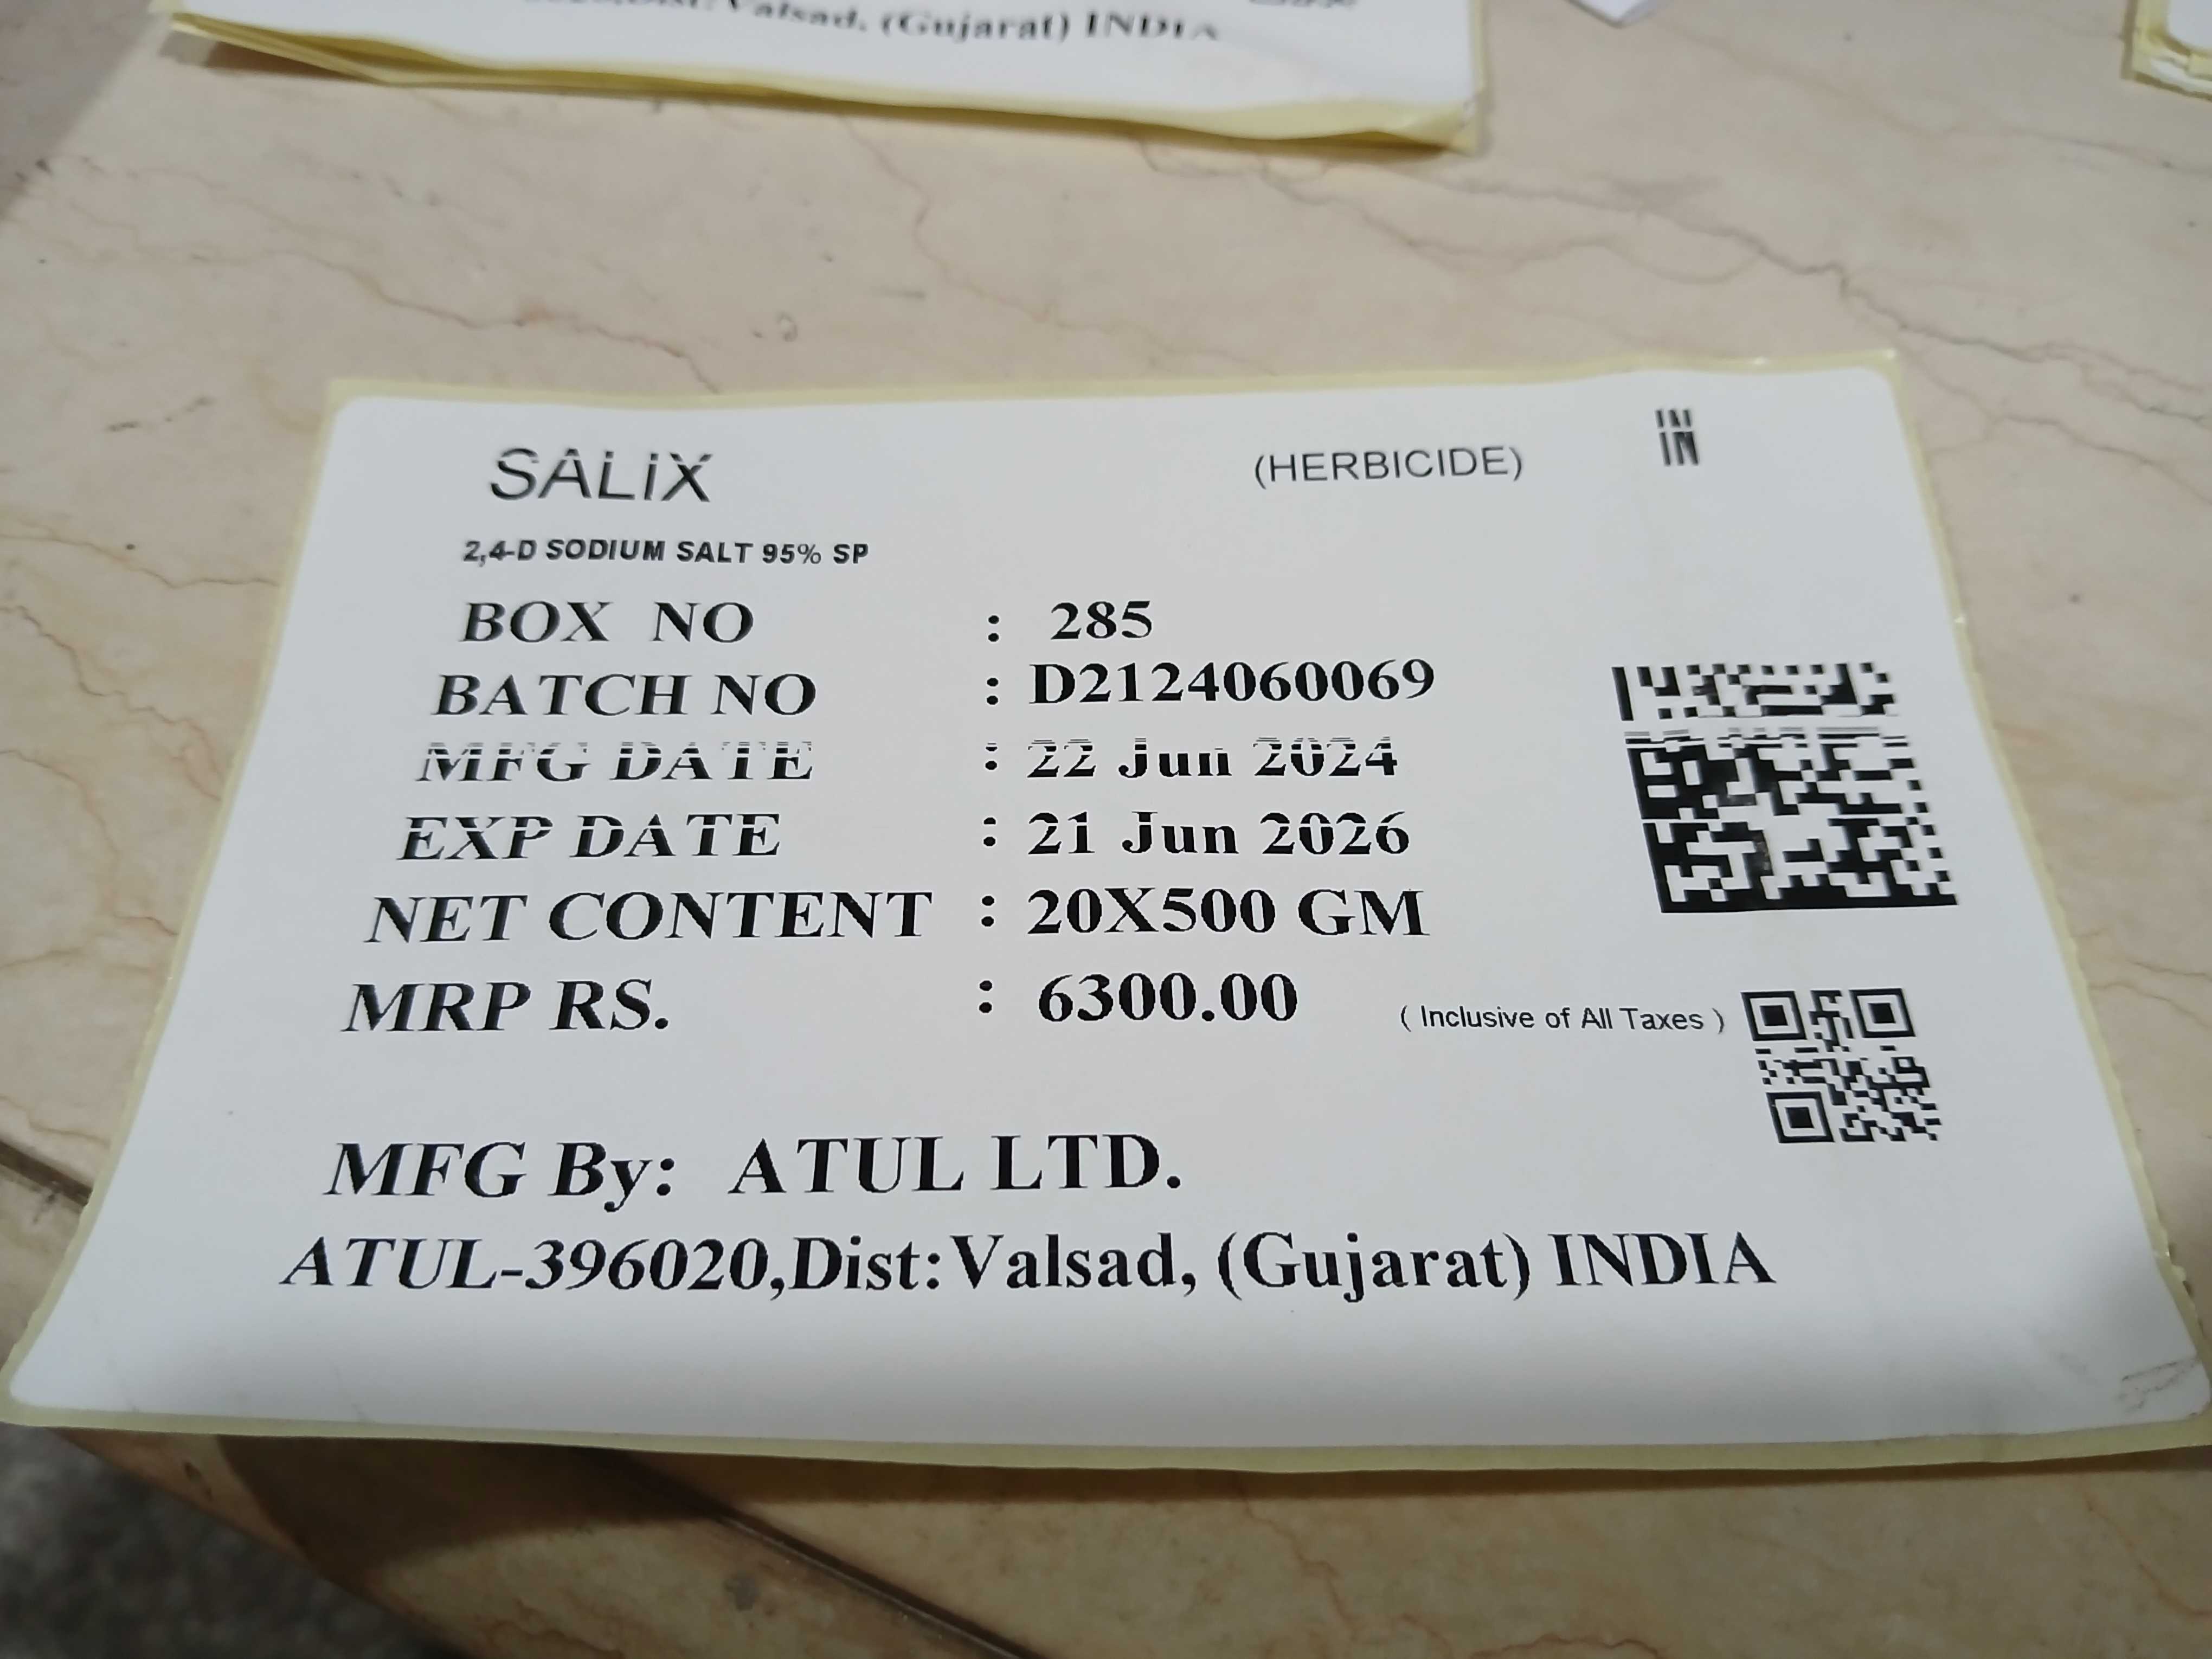 Valsad. (Gujarat) INDIA
SALiX (HERBICIDE) IN
2,4-D SODIUM SALT 95% SP
BOX NO : 285
BATCH NO : D2124060069
MFG DATE : 22 Jun 2024
EXP DATE : 21 Jun 2026
NET CONTENT : 20X500 GM
MRP RS. : 6300.00 ( Inclusive of All Taxes )
MFG By: ATUL LTD.
ATUL-396020,Dist:Valsad, (Gujarat) INDIA